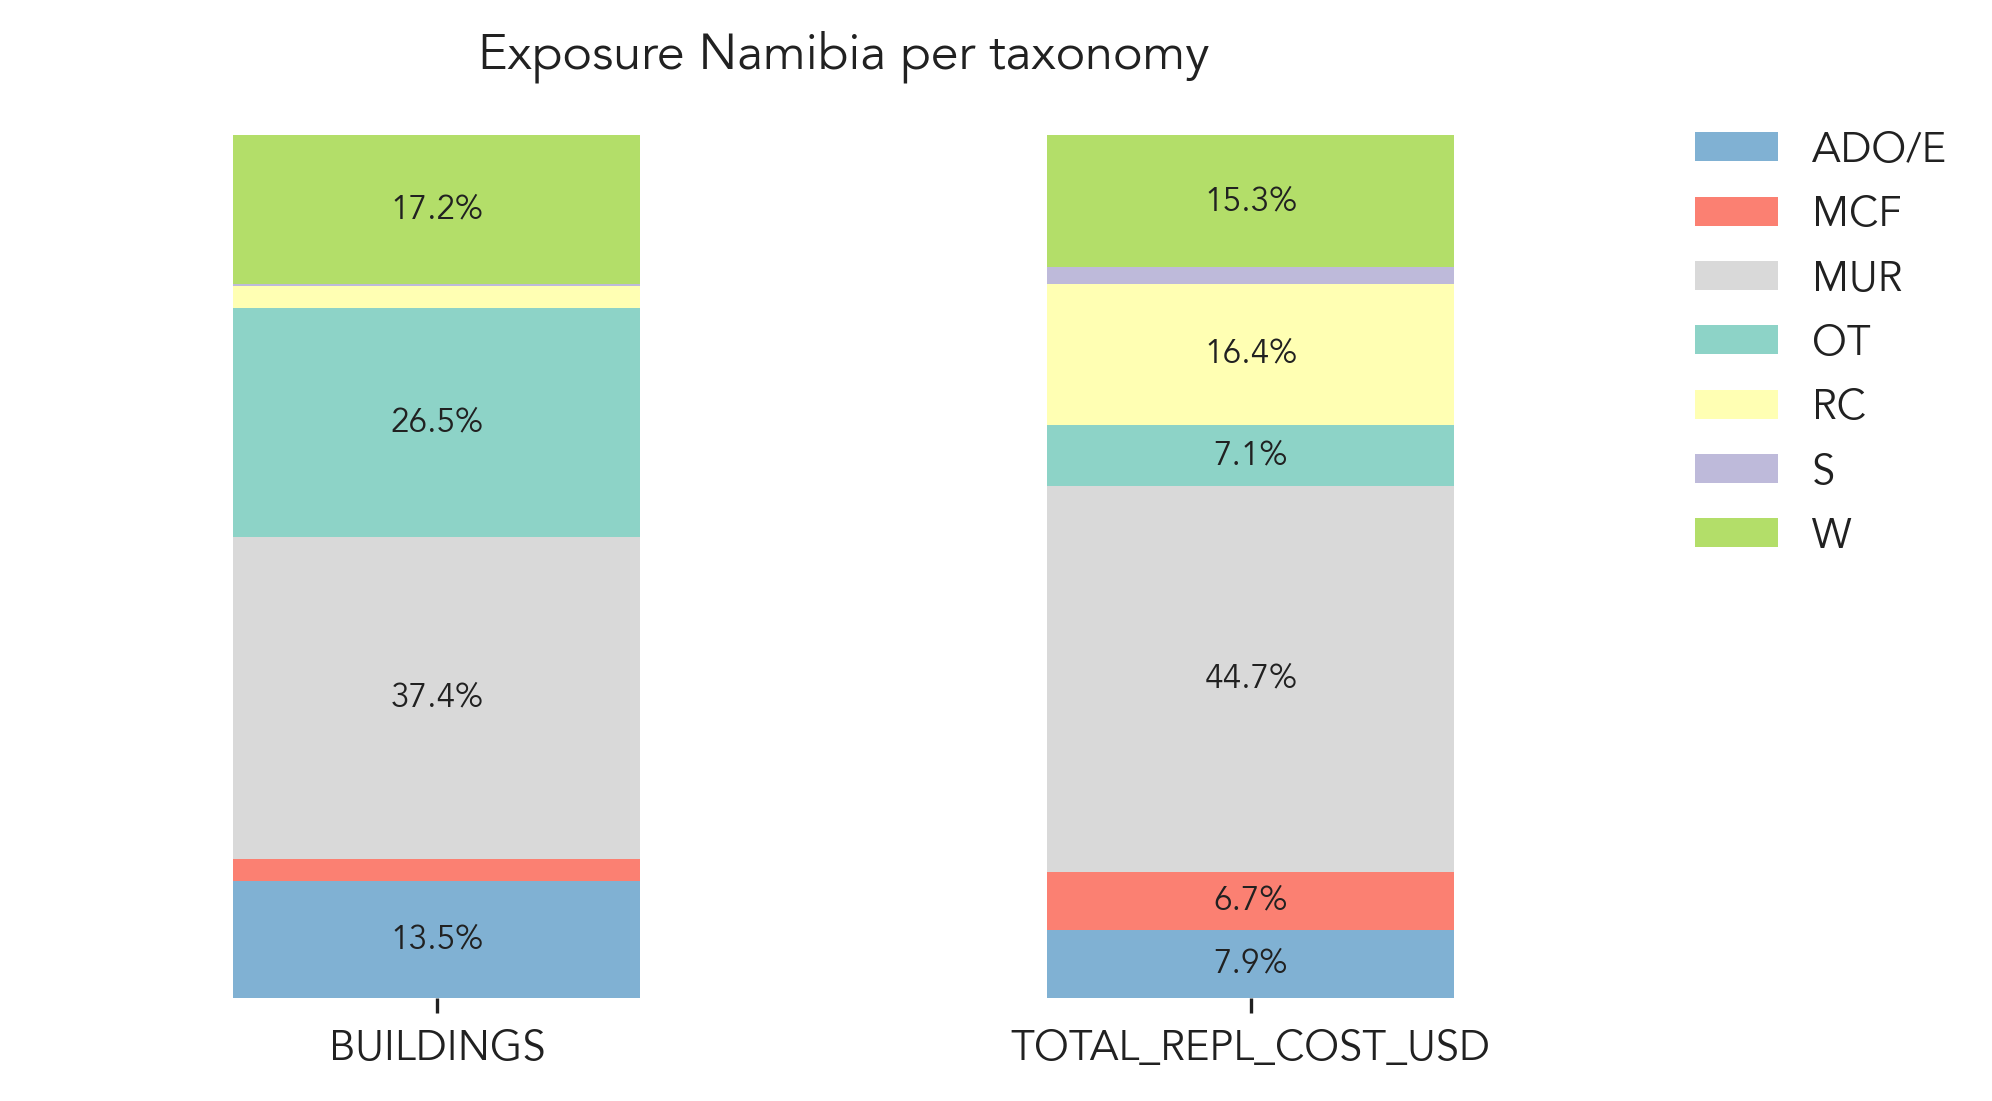 Exposure Namibia per taxonomy
17.2%
26.5%
37.4%
13.5%
15.3%
16.4%
7.1%
44.7%
6.7%
7.9%
BUILDINGS
TOTAL_REPL_COST_USD
ADO/E
MCF
MUR
OT
RC
S
W